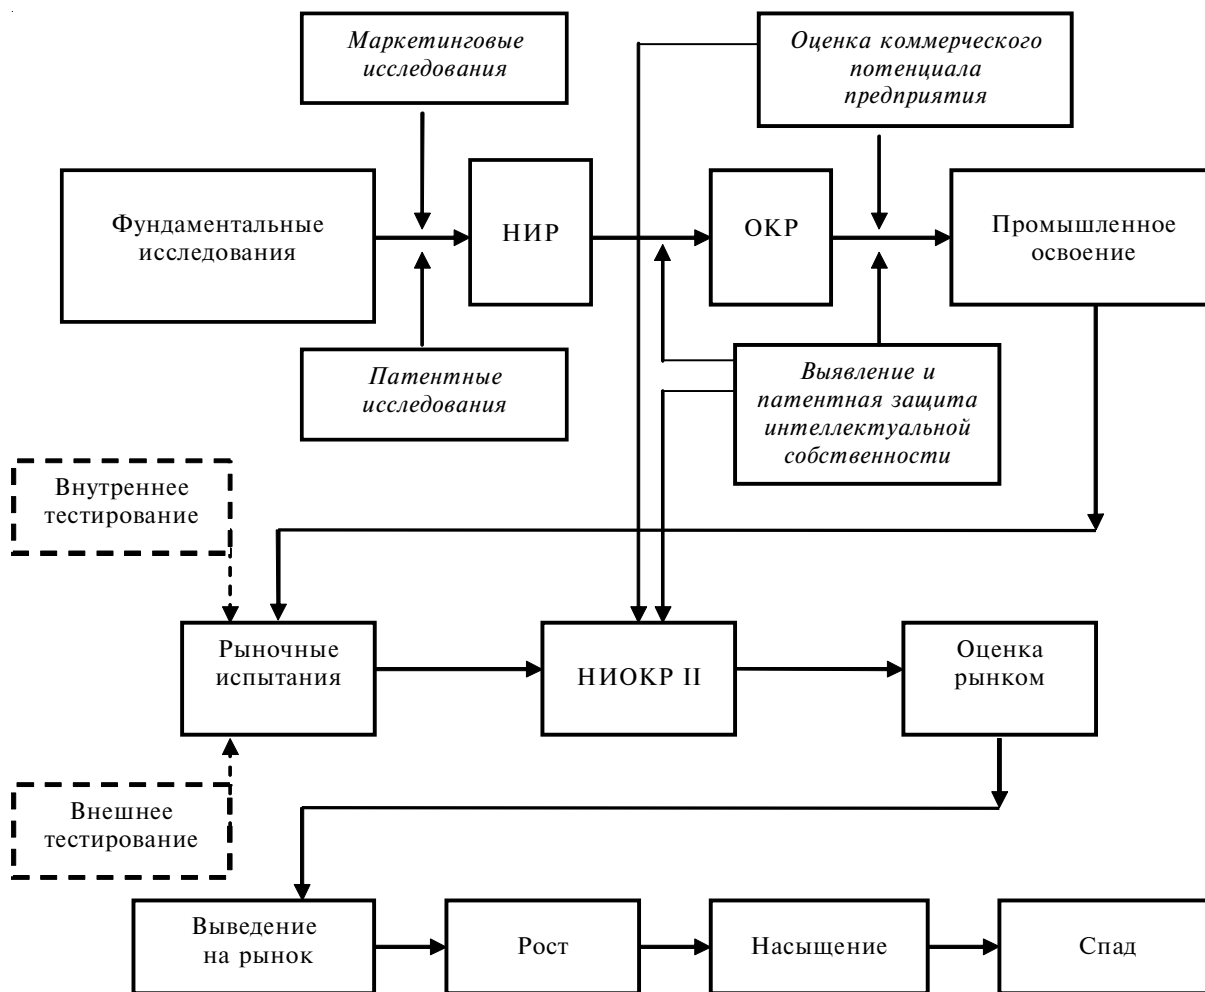 Маркетинговые
исследования
Оценка коммерческого
потенциала
предприятия
Фундаментальные
исследования
НИР
ОКР
Промышленное
освоение
Патентные
исследования
Выявление и
патентная защита
интеллектуальной
собственности
Внутреннее
тестирование
Рыночные
испытания
НИОКР II
Оценка
рынком
Внешнее
тестирование
Выведение
на рынок
Рост
Насыщение
Спад